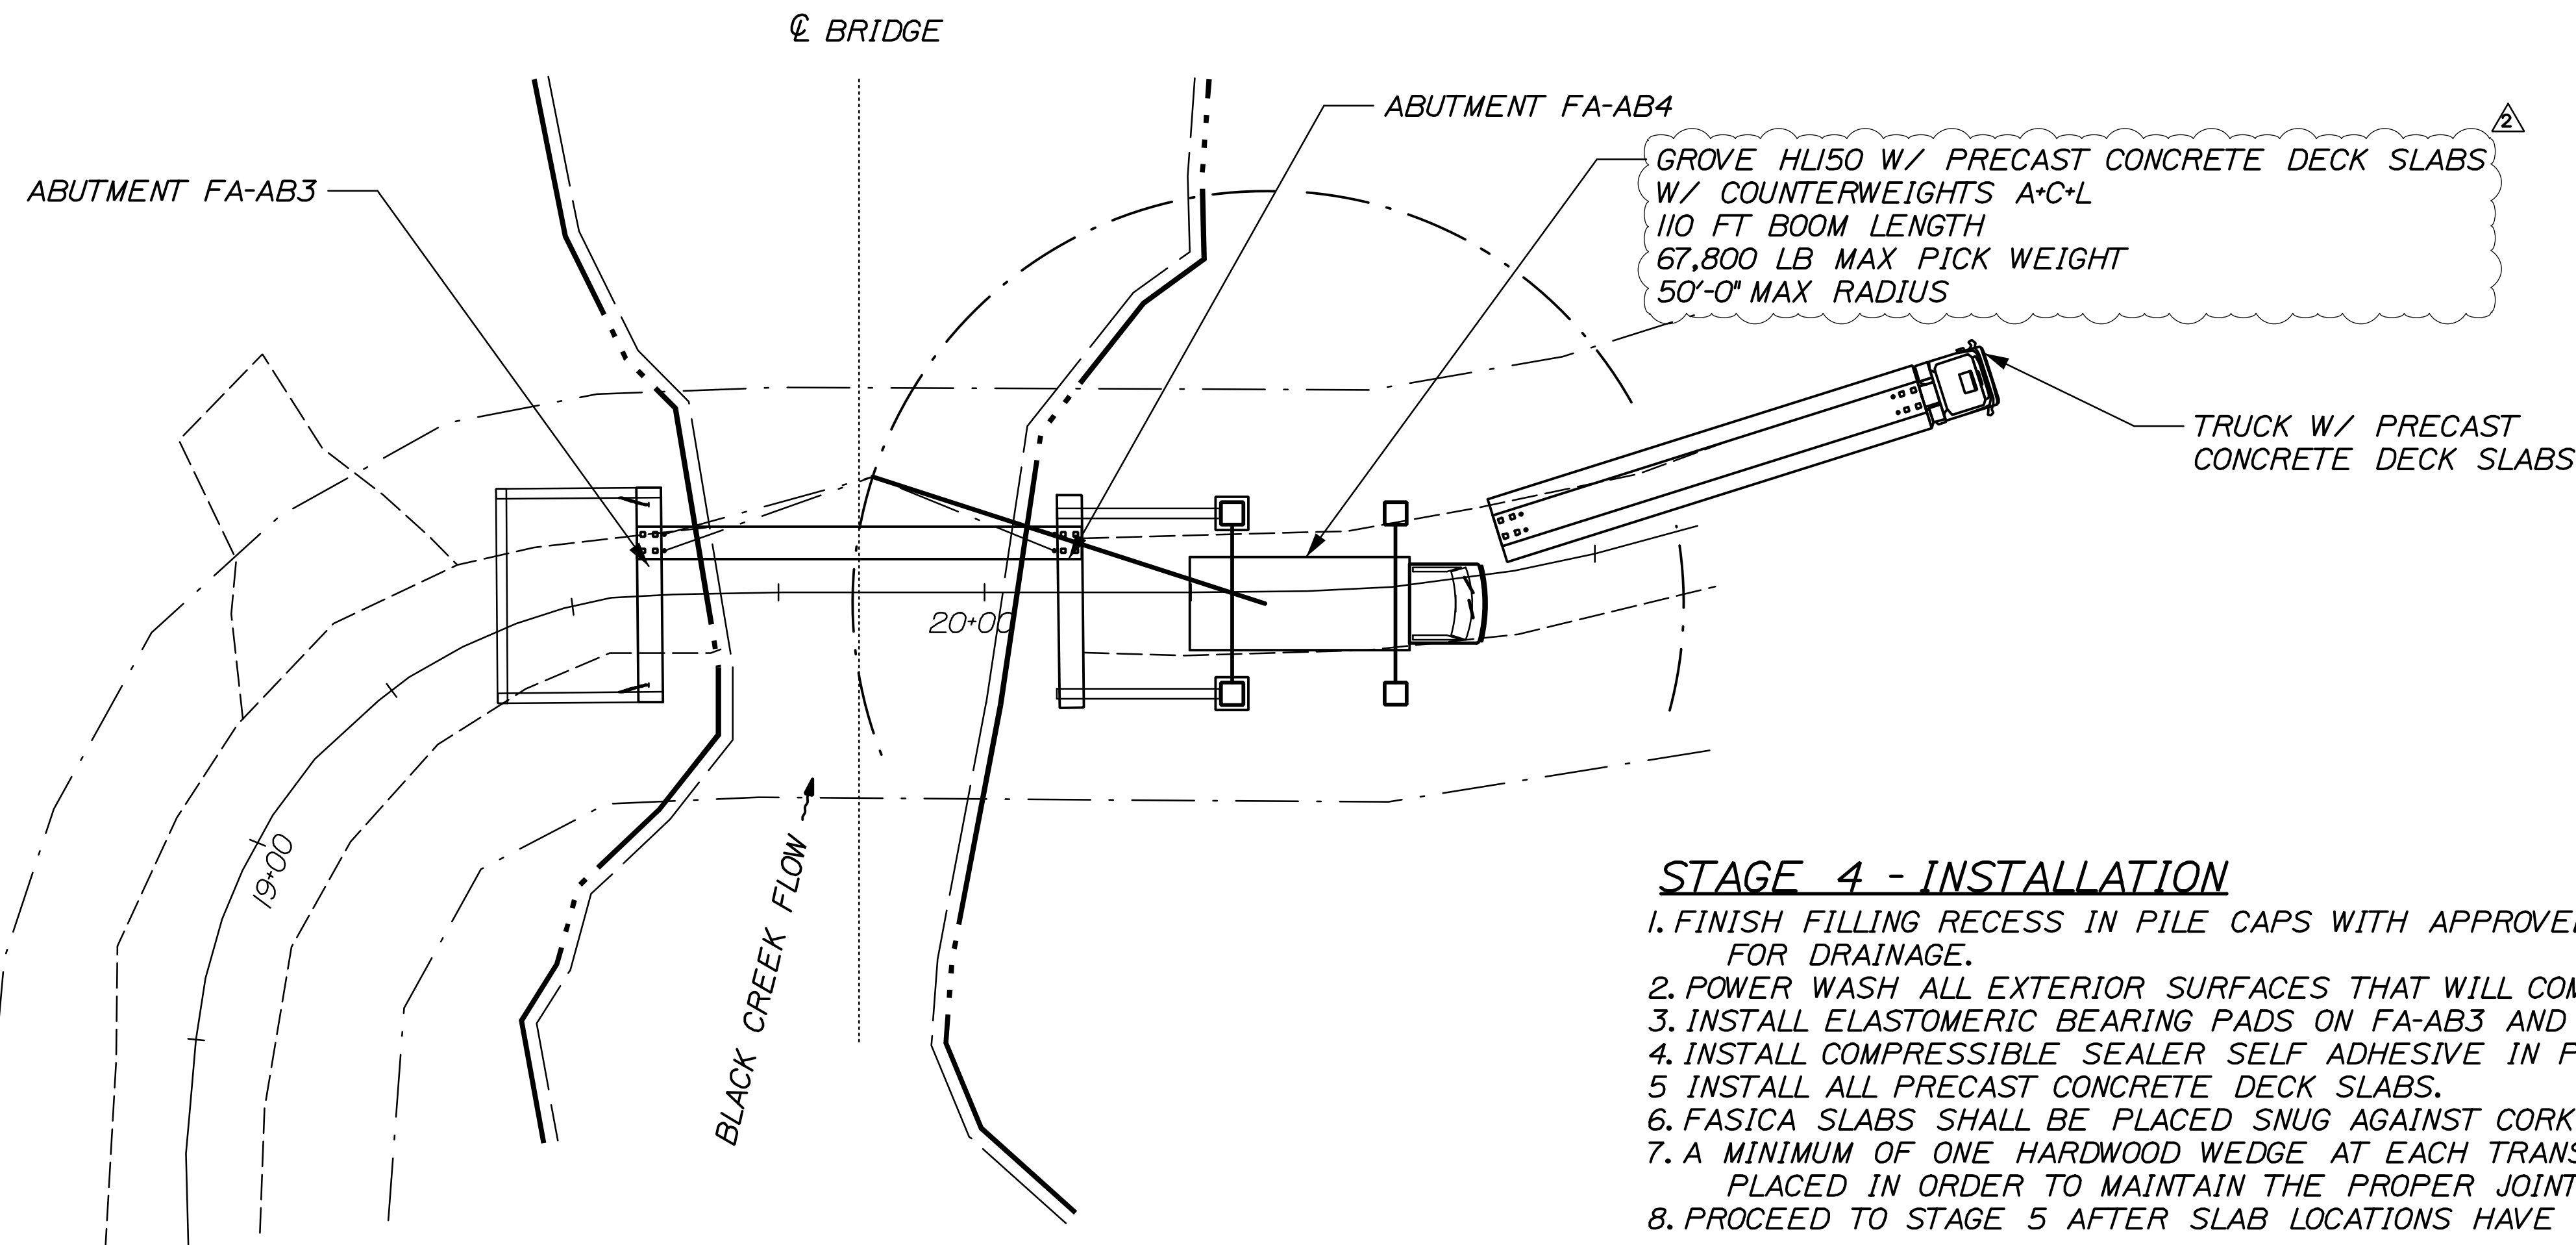 ℄ BRIDGE
ABUTMENT FA-AB4
2
GROVE HL150 W/ PRECAST CONCRETE DECK SLABS
W/ COUNTERWEIGHTS A+C+L
110 FT BOOM LENGTH
67,800 LB MAX PICK WEIGHT
50'-0" MAX RADIUS
ABUTMENT FA-AB3
TRUCK W/ PRECAST
CONCRETE DECK SLABS
20+00
19+00
BLACK CREEK FLOW
STAGE 4 - INSTALLATION
1. FINISH FILLING RECESS IN PILE CAPS WITH APPROVE
FOR DRAINAGE.
2. POWER WASH ALL EXTERIOR SURFACES THAT WILL COM
3. INSTALL ELASTOMERIC BEARING PADS ON FA-AB3 AND
4. INSTALL COMPRESSIBLE SEALER SELF ADHESIVE IN F
5 INSTALL ALL PRECAST CONCRETE DECK SLABS.
6. FASICA SLABS SHALL BE PLACED SNUG AGAINST CORK
7. A MINIMUM OF ONE HARDWOOD WEDGE AT EACH TRANS
PLACED IN ORDER TO MAINTAIN THE PROPER JOINT
8. PROCEED TO STAGE 5 AFTER SLAB LOCATIONS HAVE